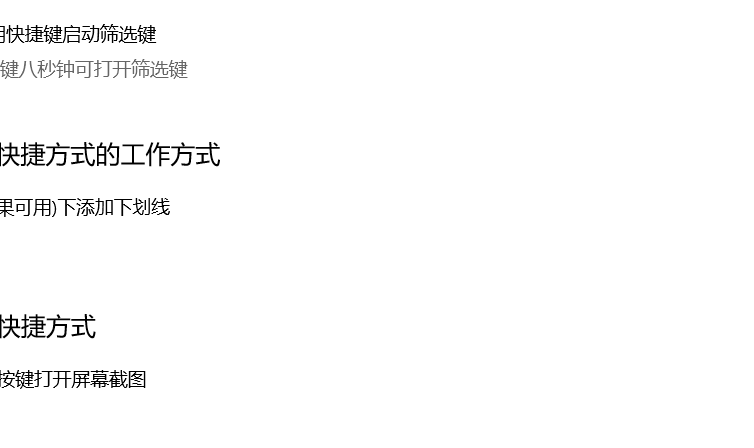 快捷键启动筛选键
键八秒钟可打开筛选键
快捷方式的工作方式
果可用)下添加下划线
快捷方式
按键打开屏幕截图